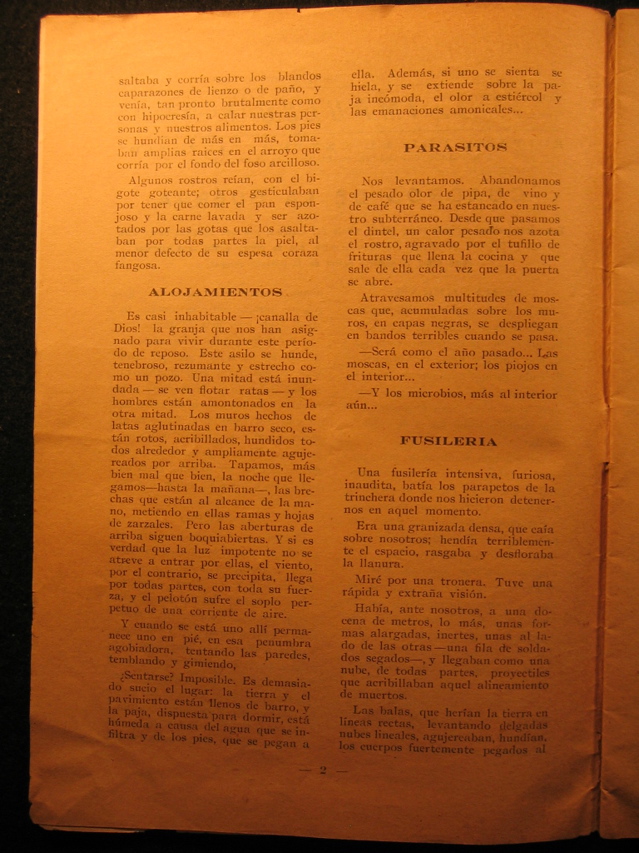 saltaba y corría sobre los blandos
caparazones de lienzo o de paño, y
venía, tan pronto brutalmente como
con hipocresía, a calar nuestras per-
sonas y nuestros alimentos. Los pies
se hundían de más en más, toma-
ban amplias raices en el arroyo que
corría por el fondo del foso arcilloso.
Algunos rostros reían, con el bi-
gote goteante; otros gesticulaban
por tener que comer el pan espon-
joso y la carne lavada y ser azo-
tados por las gotas que los asalta-
ban por todas partes la piel, al
menor defecto de su espesa coraza
fangosa.
ALOJAMIENTOS
Es casi inhabitable — ¡canalla de
Dios! la granja que nos han asig-
nado para vivir durante este perío-
do de reposo. Este asilo se hunde,
tenebroso, rezumante y estrecho co-
mo un pozo. Una mitad está inun-
dada — se ven flotar ratas — y los
hombres están amontonados en la
otra mitad. Los muros hechos de
latas aglutinadas en barro seco, es-
tán rotos, acribillados, hundidos to-
dos alrededor y ampliamente aguje-
reados por arriba. Tapamos, más
bien mal que bien, la noche que lle-
gamos—hasta la mañana—, las bre-
chas que están al alcance de la ma-
no, metiendo en ellas ramas y hojas
de zarzales. Pero las aberturas de
arriba siguen boquiabiertas. Y si es
verdad que la luz impotente no se
atreve a entrar por ellas, el viento,
por el contrario, se precipita, llega
por todas partes, con toda su fuer-
za, y el pelotón sufre el soplo per-
petuo de una corriente de aire.
Y cuando se está uno allí perma-
nece uno en pié, en esa penumbra
agobiadora, tentando las paredes,
temblando y gimiendo,
¿Sentarse? Imposible. Es demasia-
do sucio el lugar: la tierra y el
pavimento están llenos de barro, y
la paja, dispuesta para dormir, está
húmeda a causa del agua que se in-
filtra y de los pies, que se pegan a
ella. Además, si uno se sienta se
hiela, y se extiende sobre la pa-
ja incómoda, el olor a estiércol y
las emanaciones amonicales...
PARASITOS
Nos levantamos. Abandonamos
el pesado olor de pipa, de vino y
de café que se ha estancado en nues-
tro subterráneo. Desde que pasamos
el dintel, un calor pesado nos azota
el rostro, agravado por el tufillo de
frituras que llena la cocina y que
sale de ella cada vez que la puerta
se abre.
Atravesamos multitudes de mos-
cas que, acumuladas sobre los mu-
ros, en capas negras, se despliegan
en bandos terribles cuando se pasa.
—Será como el año pasado... Las
moscas, en el exterior; los piojos en
el interior...
—Y los microbios, más al interior
aún...
FUSILERIA
Una fusilería intensiva, furiosa,
inaudita, batía los parapetos de la
trinchera donde nos hicieron detener-
nos en aquel momento.
Era una granizada densa, que caía
sobre nosotros; hendía terriblemen-
te el espacio, rasgaba y desfloraba
la llanura.
Miré por una tronera. Tuve una
rápida y extraña visión.
Había, ante nosotros, a una do-
cena de metros, lo más, unas for-
mas alargadas, inertes, unas al la-
do de las otras —una fila de solda-
dos segados—, y llegaban como una
nube, de todas partes, proyectiles
que acribillaban aquel alineamiento
de muertos.
Las balas, que herían la tierra en
líneas rectas, levantando delgadas
nubes lineales, agujereaban, hundían.
los cuerpos fuertemente pegados al
— 2 —